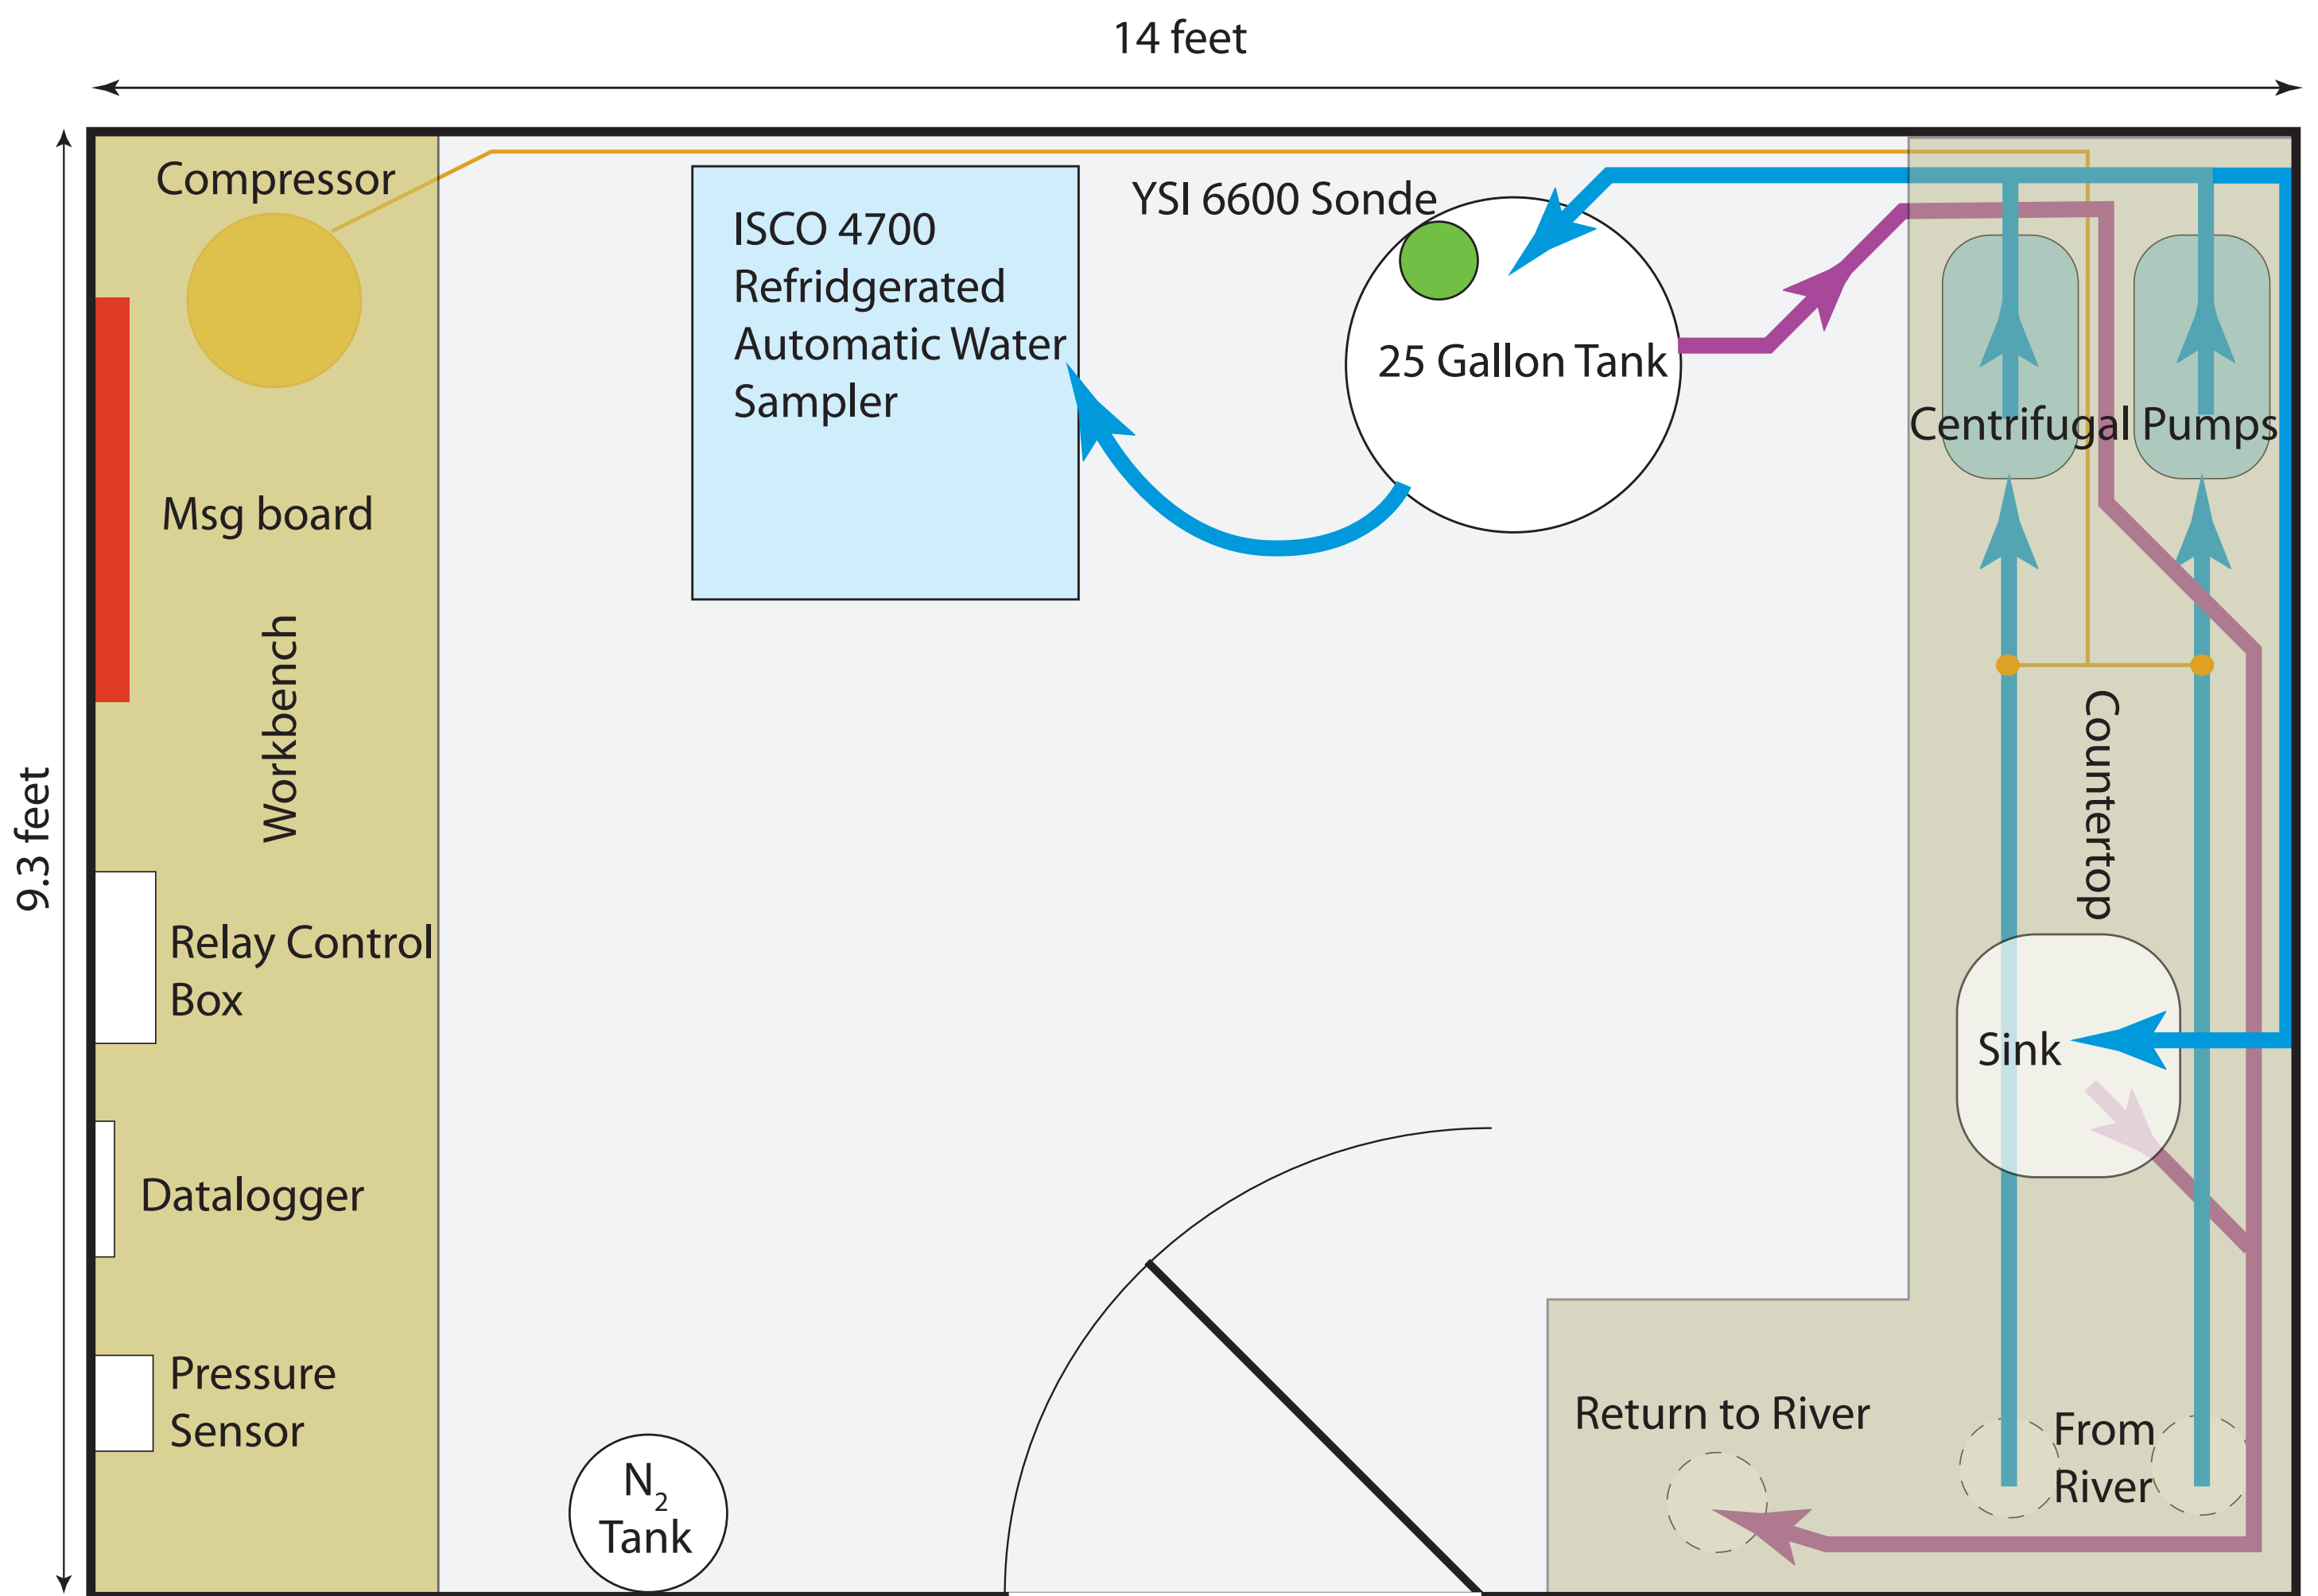 14 feet
9.3 feet
Compressor
Msg board
Workbench
Relay Control
Box
Datalogger
Pressure
Sensor
ISCO 4700
Refridgerated
Automatic Water
Sampler
YSI 6600 Sonde
25 Gallon Tank
Centrifugal Pumps
Countertop
Sink
Return to River
From
River
N₂
Tank